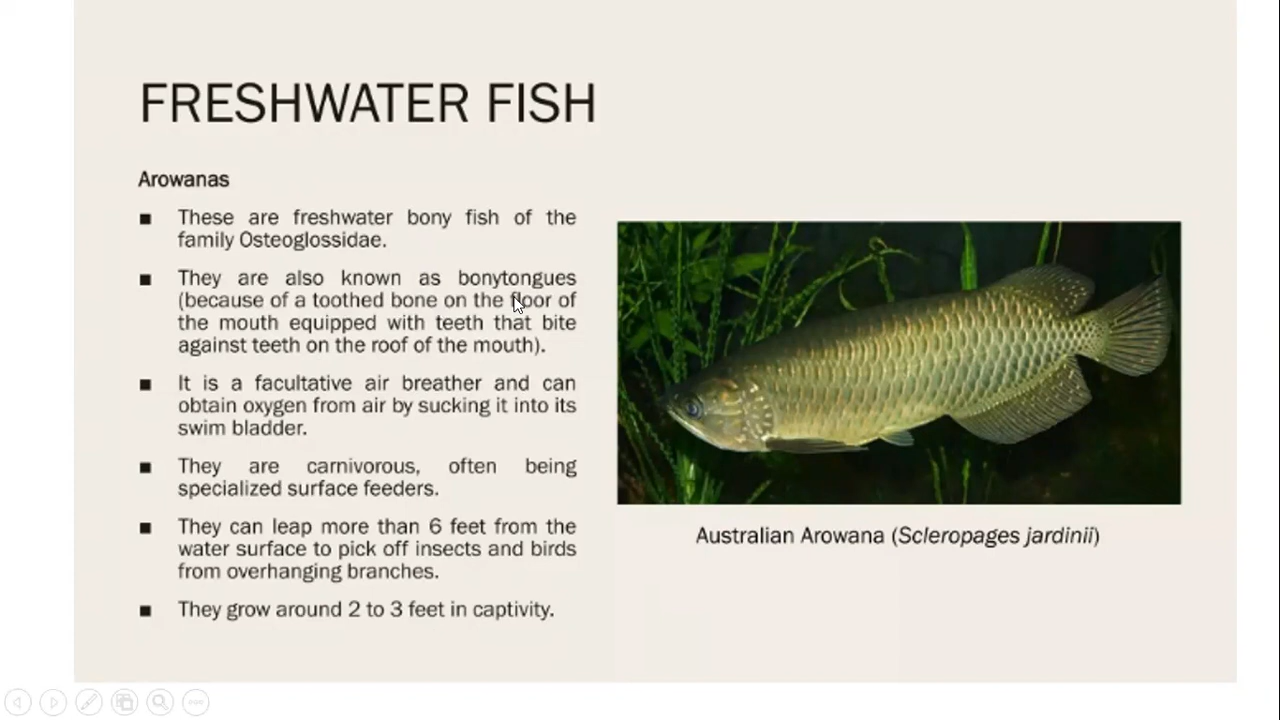 FRESHWATER FISH
Arowanas
■ These are freshwater bony fish of the
family Osteoglossidae.
■ They are also known as bonytongues
(because of a toothed bone on the floor of
the mouth equipped with teeth that bite
against teeth on the roof of the mouth).
■ It is a facultative air breather and can
obtain oxygen from air by sucking it into its
swim bladder.
■ They are carnivorous, often being
specialized surface feeders.
■ They can leap more than 6 feet from the
water surface to pick off insects and birds
from overhanging branches.
■ They grow around 2 to 3 feet in captivity.
Australian Arowana (Scleropages jardinii)